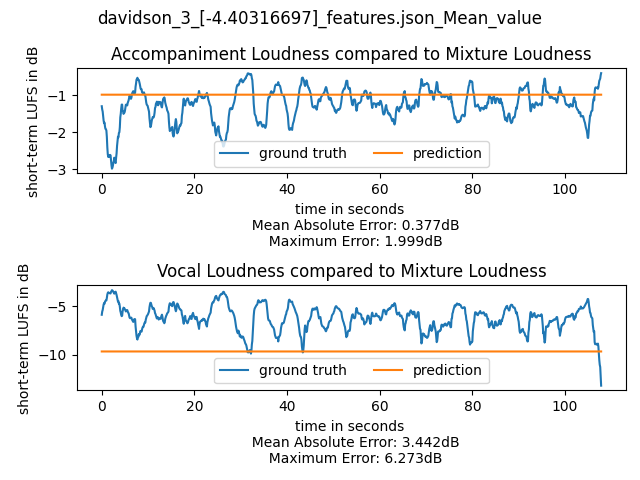 davidson_3_[-4.40316697]_features.json_Mean_value
Accompaniment Loudness compared to Mixture Loudness
short-term LUFS in dB
−1
−2
−3
ground truth
prediction
0
20
40
60
80
100
time in seconds
Mean Absolute Error: 0.377dB
Maximum Error: 1.999dB
Vocal Loudness compared to Mixture Loudness
short-term LUFS in dB
−5
−10
ground truth
prediction
0
20
40
60
80
100
time in seconds
Mean Absolute Error: 3.442dB
Maximum Error: 6.273dB